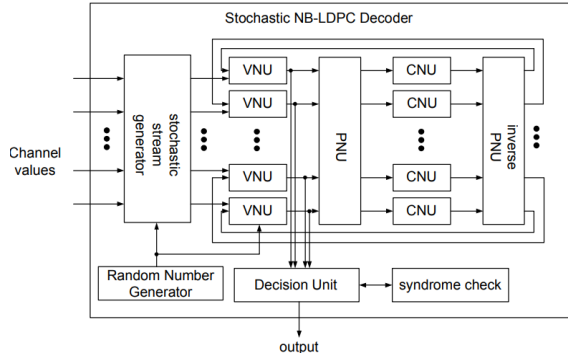 Stochastic NB-LDPC Decoder
Channel
values
stochastic
stream
generator
VNU
VNU
VNU
VNU
PNU
CNU
CNU
CNU
CNU
inverse
PNU
Random Number
Generator
Decision Unit
syndrome check
output